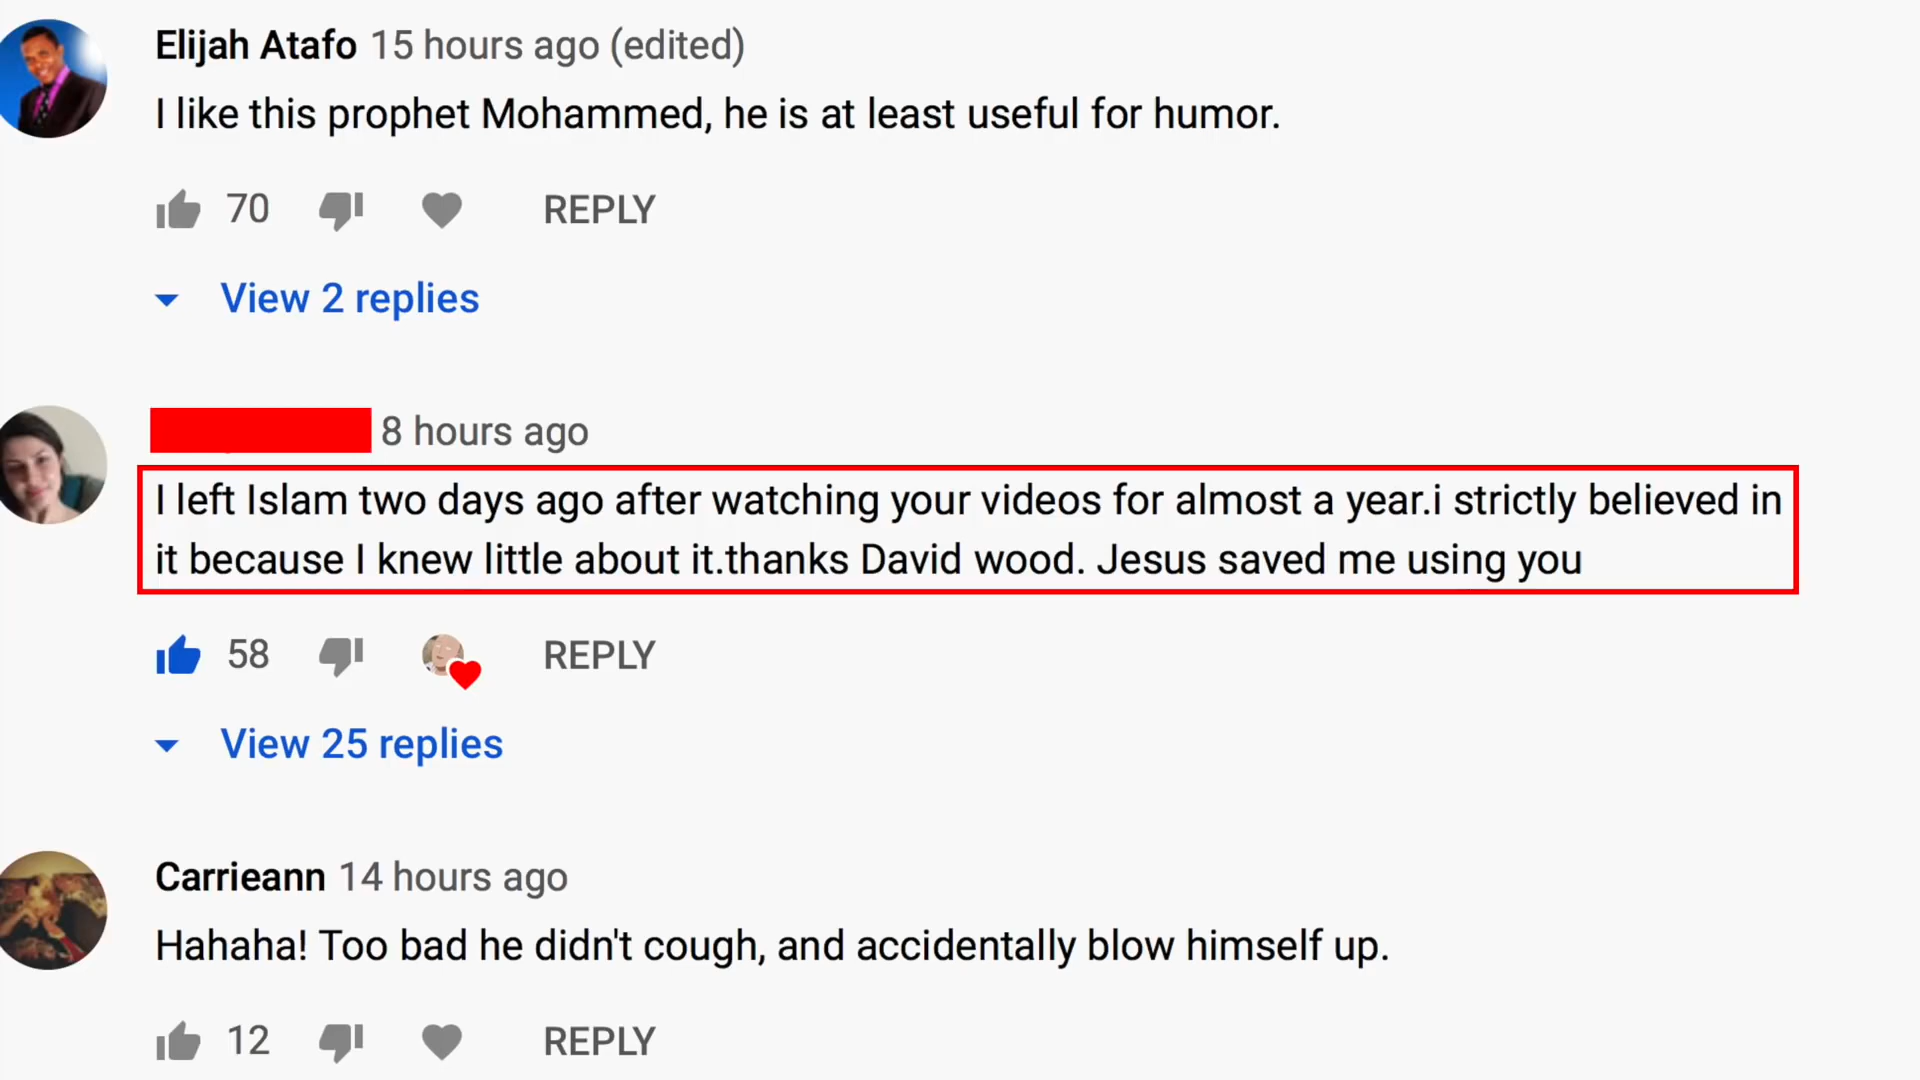 Elijah Atafo 15 hours ago (edited)
I like this prophet Mohammed, he is at least useful for humor.
70 REPLY
View 2 replies
8 hours ago
I left Islam two days ago after watching your videos for almost a year.i strictly believed in
it because I knew little about it.thanks David wood. Jesus saved me using you
58 REPLY
View 25 replies
Carrieann 14 hours ago
Hahaha! Too bad he didn't cough, and accidentally blow himself up.
12 REPLY